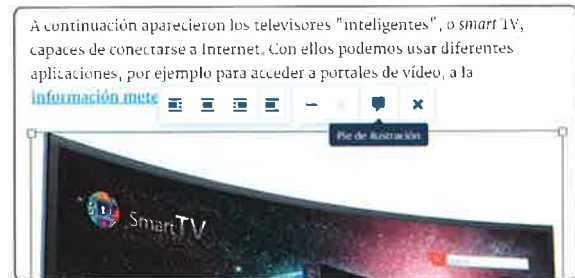 A continuación aparecieron los televisores "inteligentes", o smart TV,
capaces de conectarse a Internet. Con ellos podemos usar diferentes
aplicaciones, por ejemplo para acceder a portales de vídeo, a la
información mete
Pie de ilustración
SmartTV